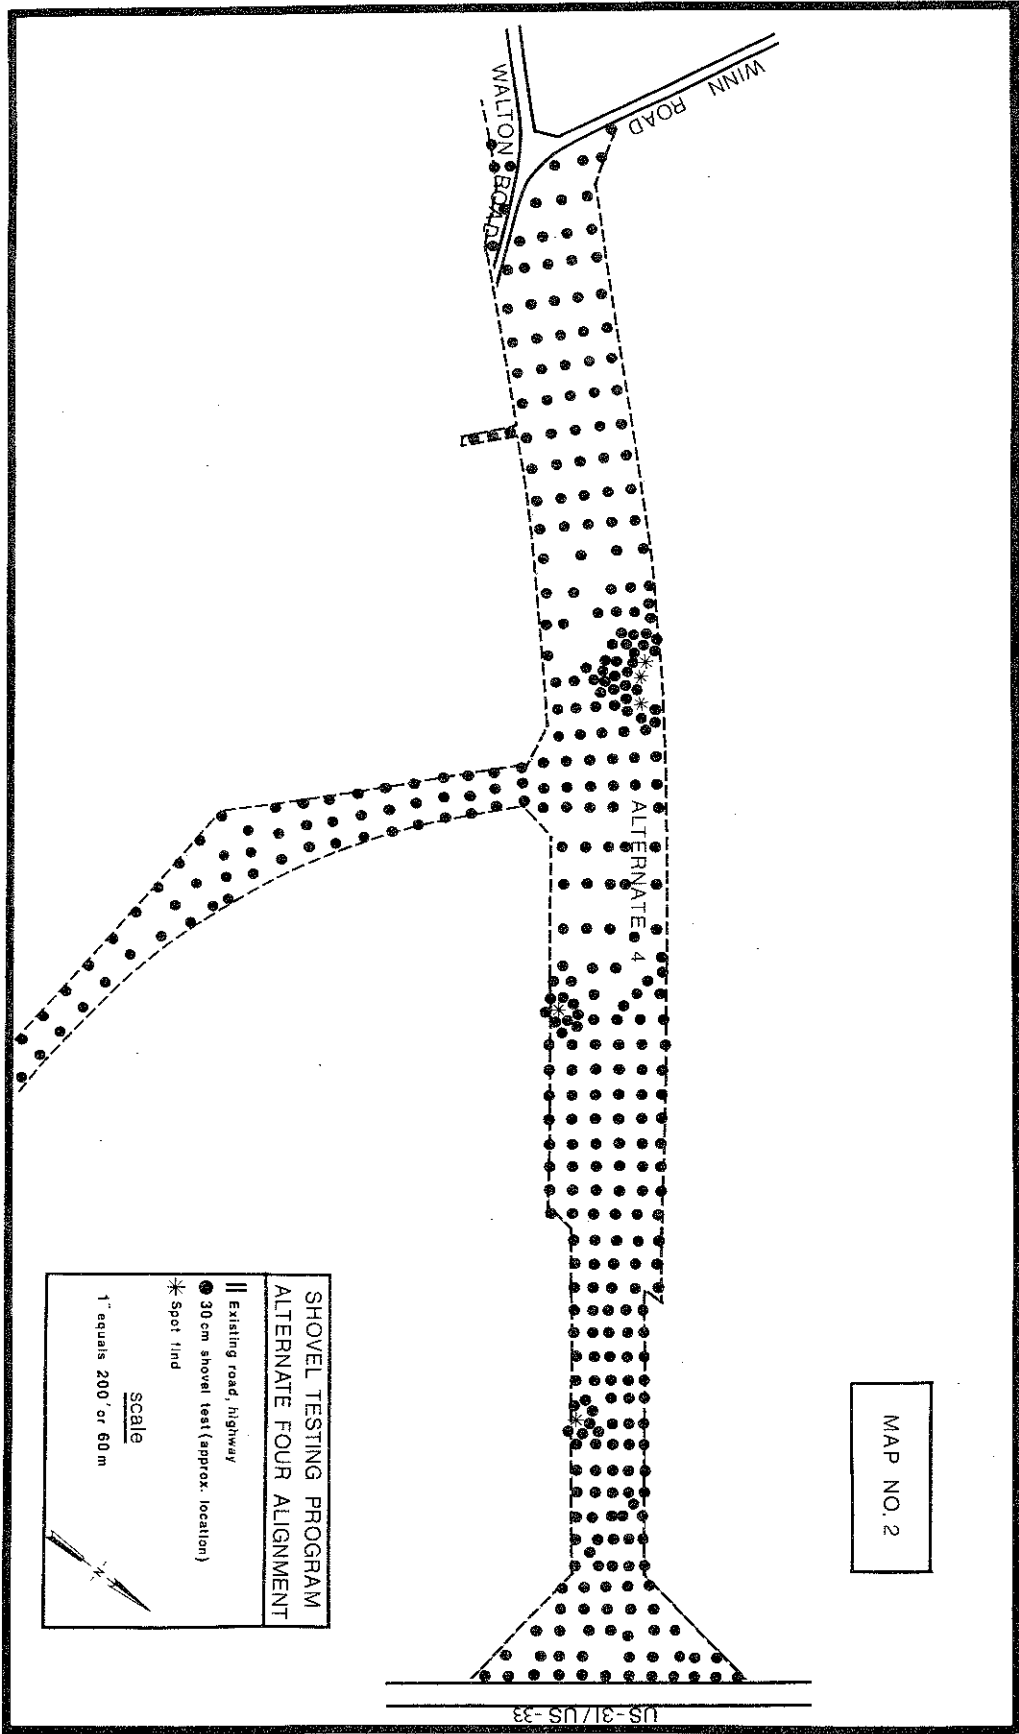 MAP NO. 2
WINN ROAD
WALTON ROAD
ALTERNATE 4
US-31/US-33
SHOVEL TESTING PROGRAM
ALTERNATE FOUR ALIGNMENT
Existing road, highway
30 cm shovel test (approx. location)
Spot find
scale
1" equals 200' or 60 m
N